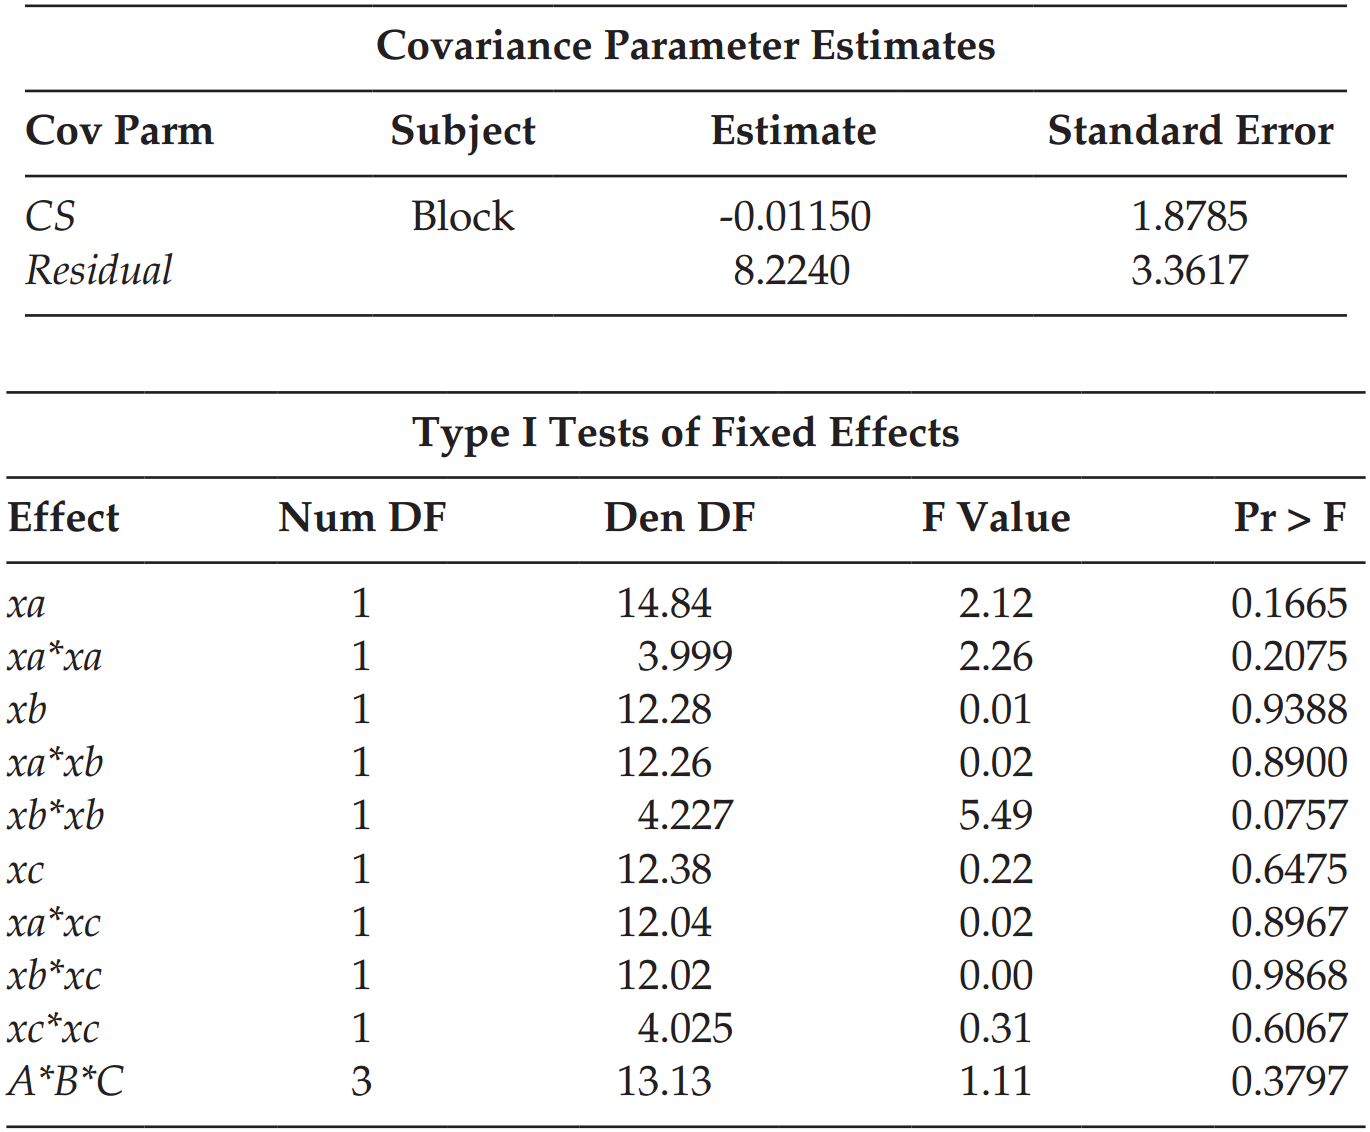 Covariance Parameter Estimates
Cov Parm Subject Estimate Standard Error
CS Block -0.01150 1.8785
Residual 8.2240 3.3617
Type I Tests of Fixed Effects
Effect Num DF Den DF F Value Pr > F
xa 1 14.84 2.12 0.1665
xa*xa 1 3.999 2.26 0.2075
xb 1 12.28 0.01 0.9388
xa*xb 1 12.26 0.02 0.8900
xb*xb 1 4.227 5.49 0.0757
xc 1 12.38 0.22 0.6475
xa*xc 1 12.04 0.02 0.8967
xb*xc 1 12.02 0.00 0.9868
xc*xc 1 4.025 0.31 0.6067
A*B*C 3 13.13 1.11 0.3797